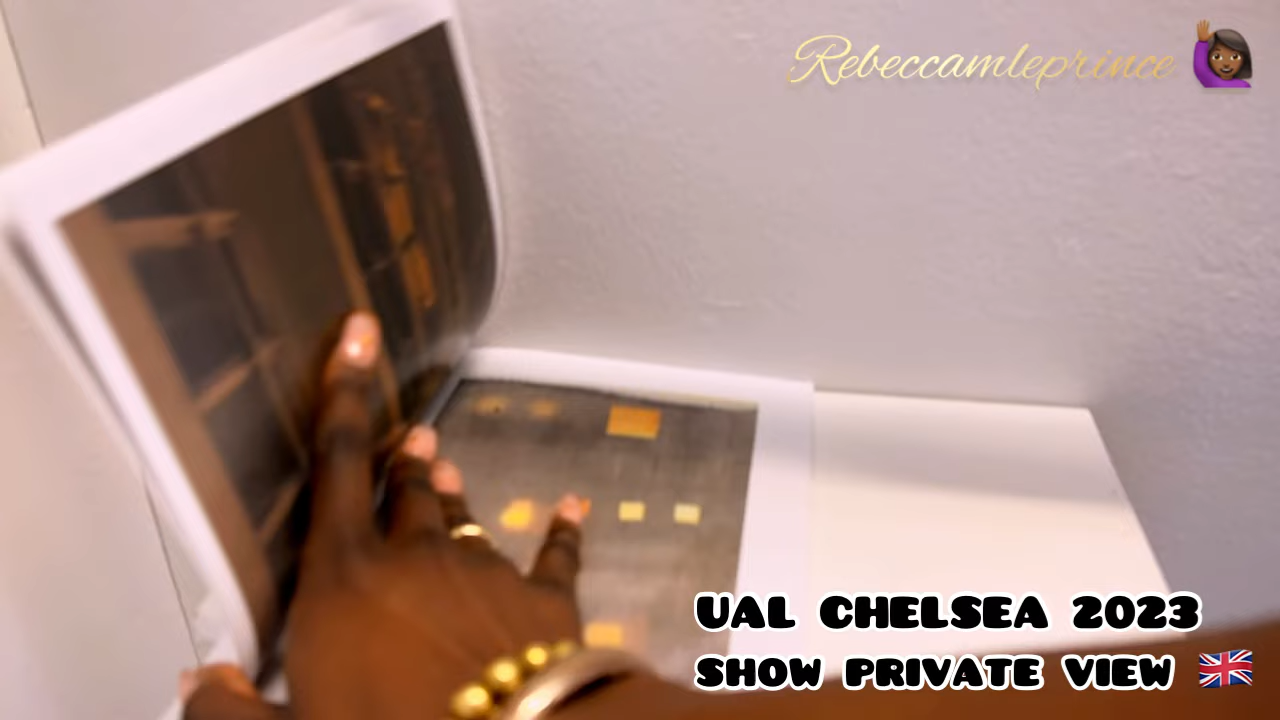 Rebeccamleprince 🙋🏾‍♀️
UAL CHELSEA 2023
SHOW PRIVATE VIEW 🇬🇧